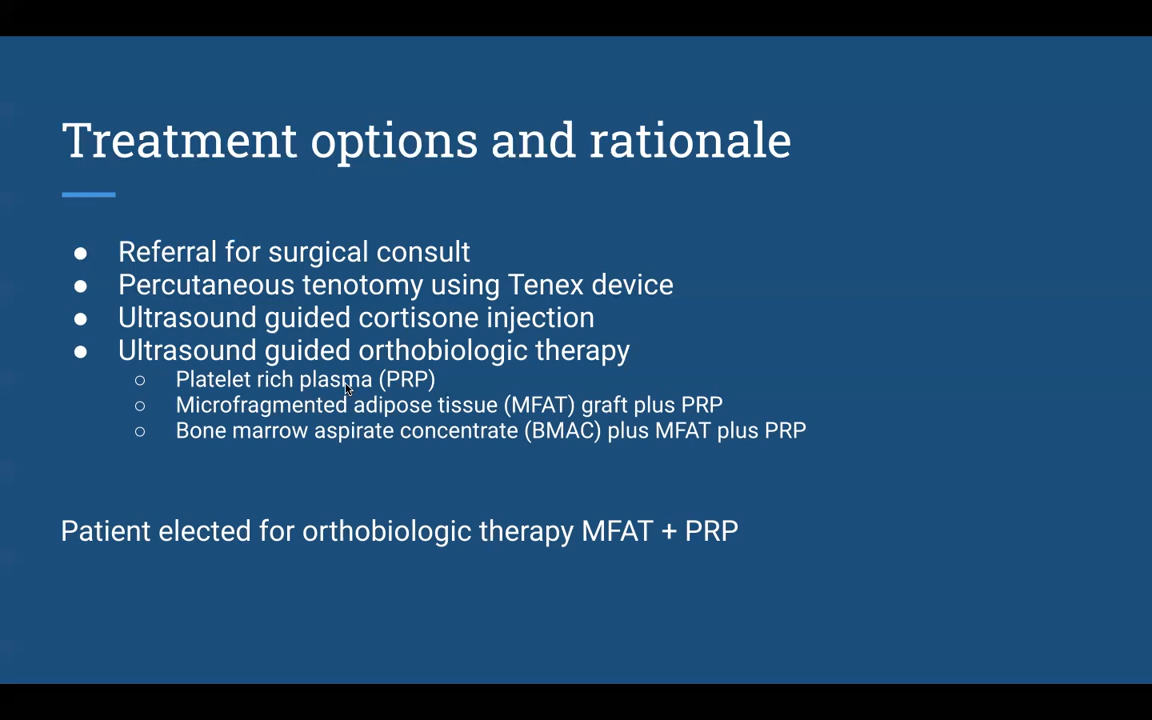 Treatment options and rationale
● Referral for surgical consult
● Percutaneous tenotomy using Tenex device
● Ultrasound guided cortisone injection
● Ultrasound guided orthobiologic therapy
○ Platelet rich plasma (PRP)
○ Microfragmented adipose tissue (MFAT) graft plus PRP
○ Bone marrow aspirate concentrate (BMAC) plus MFAT plus PRP
Patient elected for orthobiologic therapy MFAT + PRP